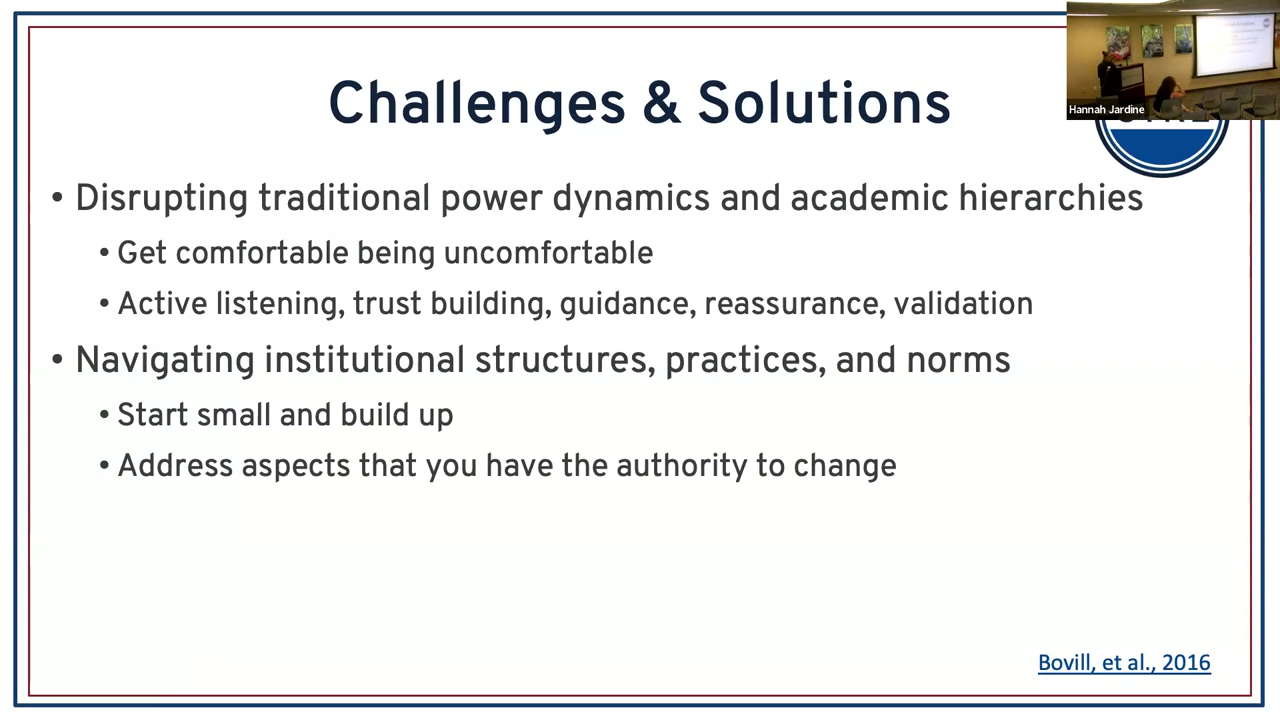 Challenges & Solutions
Hannah Jardine
• Disrupting traditional power dynamics and academic hierarchies
• Get comfortable being uncomfortable
• Active listening, trust building, guidance, reassurance, validation
• Navigating institutional structures, practices, and norms
• Start small and build up
• Address aspects that you have the authority to change
Bovill, et al., 2016